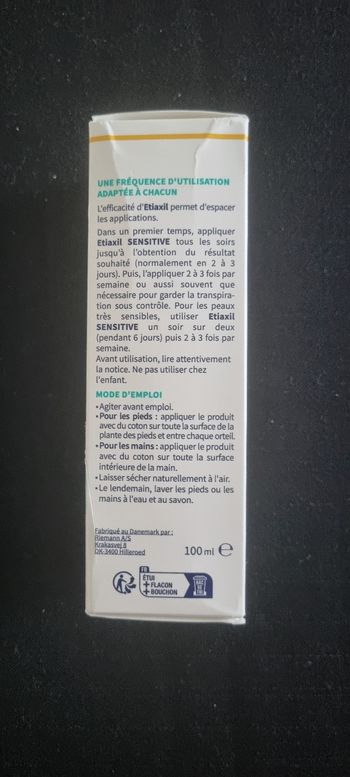 UNE FRÉQUENCE D'UTILISATION
ADAPTÉE À CHACUN
L'efficacité d'Etiaxil permet d'espacer
les applications.
Dans un premier temps, appliquer
Etiaxil SENSITIVE tous les soirs
jusqu'à l'obtention du résultat
souhaité (normalement en 2 à 3
jours). Puis, l'appliquer 2 à 3 fois par
semaine ou aussi souvent que
nécessaire pour garder la transpira-
tion sous contrôle. Pour les peaux
très sensibles, utiliser Etiaxil
SENSITIVE un soir sur deux
(pendant 6 jours) puis 2 à 3 fois par
semaine.
Avant utilisation, lire attentivement
la notice. Ne pas utiliser chez
l'enfant.
MODE D'EMPLOI
•Agiter avant emploi.
•Pour les pieds : appliquer le produit
avec du coton sur toute la surface de la
plante des pieds et entre chaque orteil.
•Pour les mains : appliquer le produit
avec du coton sur toute la surface
intérieure de la main.
•Laisser sécher naturellement à l'air.
•Le lendemain, laver les pieds ou les
mains à l'eau et au savon.
Fabriqué au Danemark par :
Riemann A/S
Krakasvej 8
DK-3400 Hilleroed
100 ml e
FR
ÉTUI
+ FLACON
+ BOUCHON
BAC
DE
TRI